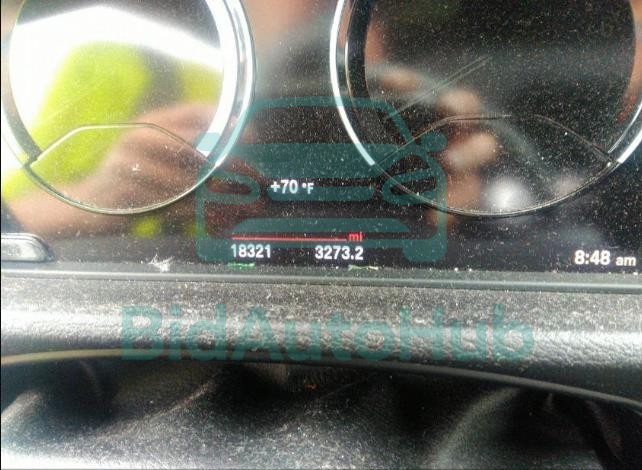 +70 °F
mi
18321 3273.2
8:48 am
BidAutoHub